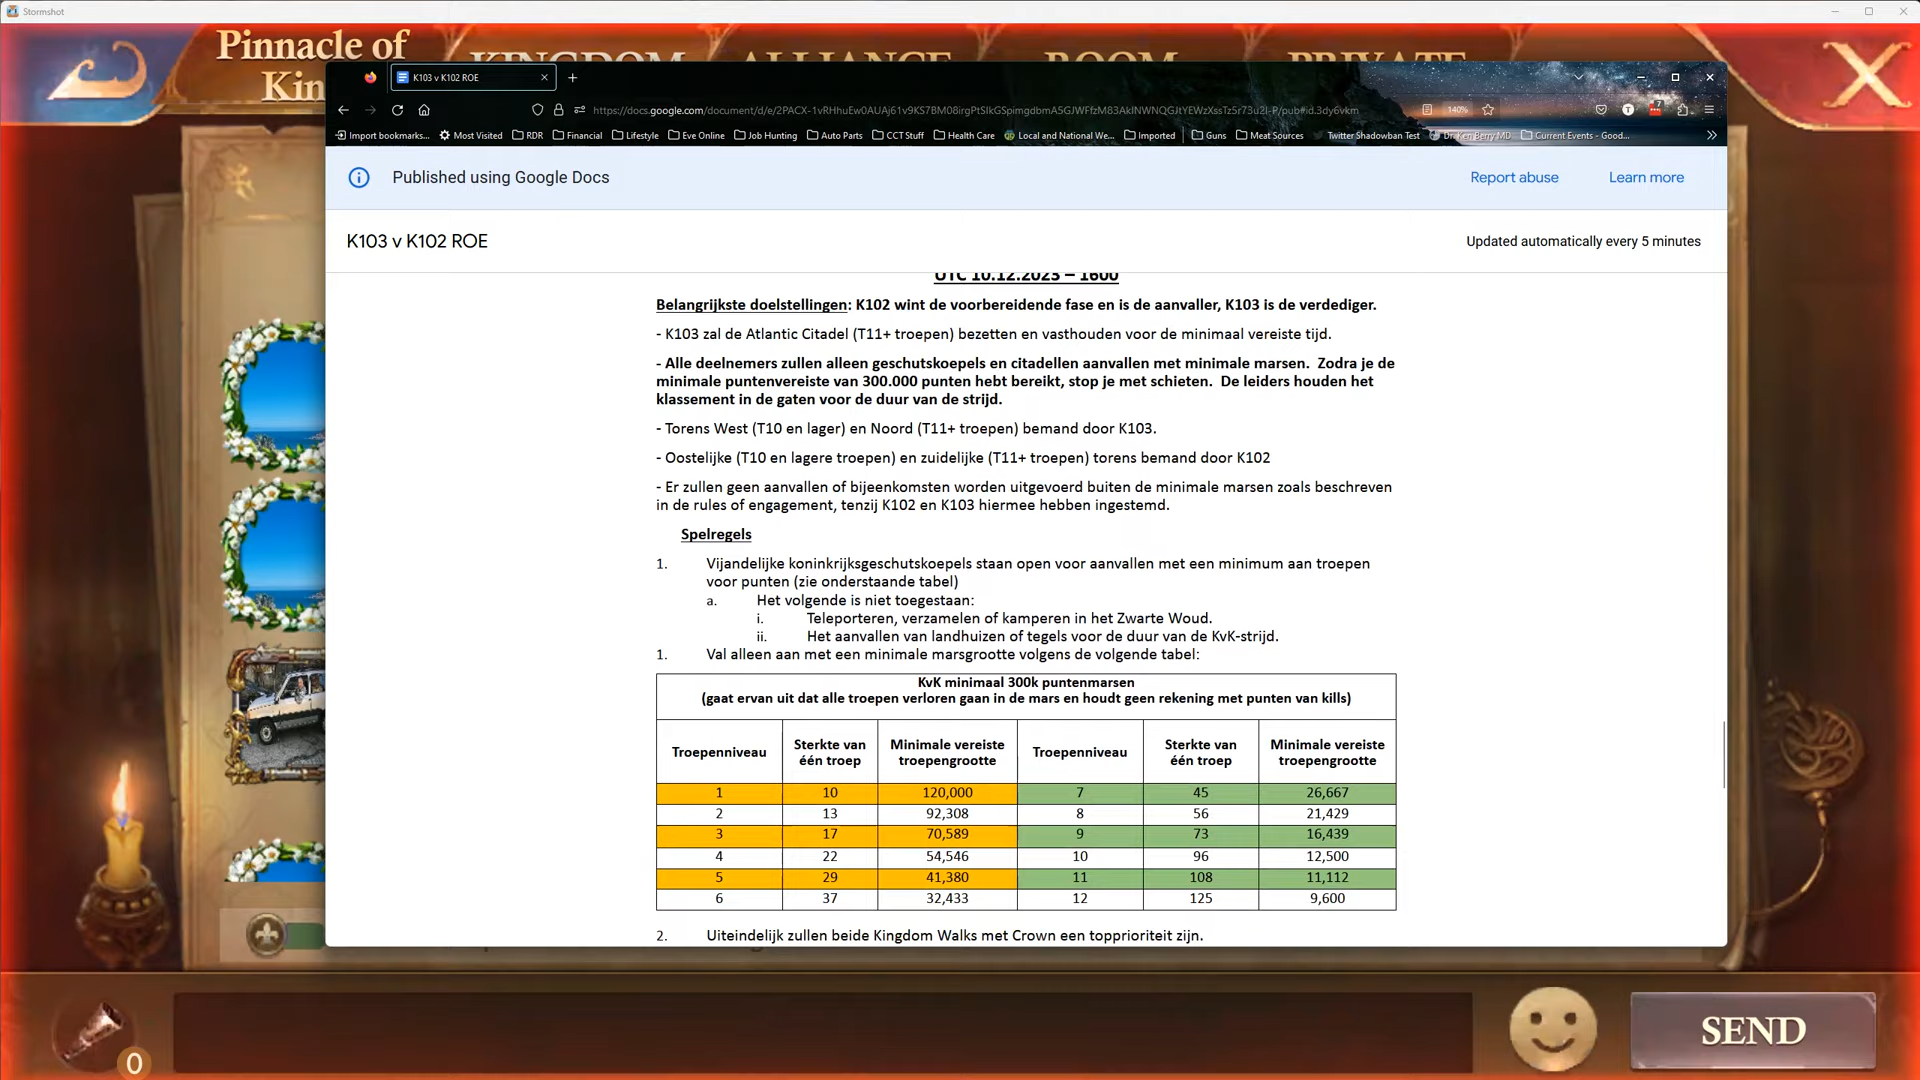 Stormshot
Pinnacle of
Kin
KINGDOM ALLIANCE ROOM PRIVATE
K103 v K102 ROE
140%
7
Import bookmarks... Most Visited RDR Financial Lifestyle Eve Online Job Hunting Auto Parts CCT Stuff Health Care Local and National We... Imported Guns Meat Sources Twitter Shadowban Test Dr. Ken Berry MD Current Events - Good...
Published using Google Docs
Report abuse
Learn more
K103 v K102 ROE
Updated automatically every 5 minutes
UTC 10.12.2023 – 1600
Belangrijkste doelstellingen: K102 wint de voorbereidende fase en is de aanvaller, K103 is de verdediger.
- K103 zal de Atlantic Citadel (T11+ troepen) bezetten en vasthouden voor de minimaal vereiste tijd.
- Alle deelnemers zullen alleen geschutskoepels en citadellen aanvallen met minimale marsen. Zodra je de
minimale puntenvereiste van 300.000 punten hebt bereikt, stop je met schieten. De leiders houden het
klassement in de gaten voor de duur van de strijd.
- Torens West (T10 en lager) en Noord (T11+ troepen) bemand door K103.
- Oostelijke (T10 en lagere troepen) en zuidelijke (T11+ troepen) torens bemand door K102
- Er zullen geen aanvallen of bijeenkomsten worden uitgevoerd buiten de minimale marsen zoals beschreven
in de rules of engagement, tenzij K102 en K103 hiermee hebben ingestemd.
Spelregels
1. Vijandelijke koninkrijksgeschutskoepels staan open voor aanvallen met een minimum aan troepen
voor punten (zie onderstaande tabel)
a. Het volgende is niet toegestaan:
i. Teleporteren, verzamelen of kamperen in het Zwarte Woud.
ii. Het aanvallen van landhuizen of tegels voor de duur van de KvK-strijd.
1. Val alleen aan met een minimale marsgrootte volgens de volgende tabel:
KvK minimaal 300k puntenmarsen
(gaat ervan uit dat alle troepen verloren gaan in de mars en houdt geen rekening met punten van kills)
Troepenniveau Sterkte van één troep Minimale vereiste troepengrootte Troepenniveau Sterkte van één troep Minimale vereiste troepengrootte
1 10 120,000 7 45 26,667
2 13 92,308 8 56 21,429
3 17 70,589 9 73 16,439
4 22 54,546 10 96 12,500
5 29 41,380 11 108 11,112
6 37 32,433 12 125 9,600
2. Uiteindelijk zullen beide Kingdom Walks met Crown een topprioriteit zijn.
0
SEND